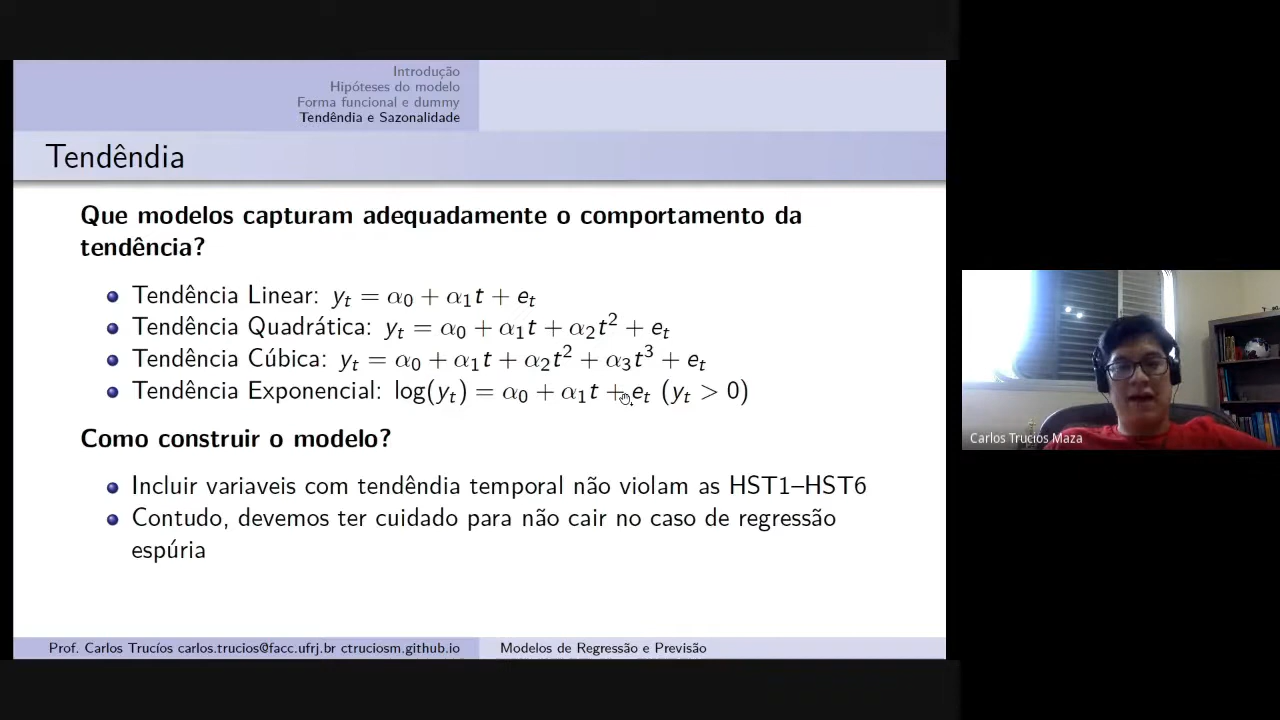 Introdução
Hipóteses do modelo
Forma funcional e dummy
Tendêndia e Sazonalidade
Tendêndia
Que modelos capturam adequadamente o comportamento da
tendência?
Tendência Linear: yₜ = α₀ + α₁t + eₜ
Tendência Quadrática: yₜ = α₀ + α₁t + α₂t² + eₜ
Tendência Cúbica: yₜ = α₀ + α₁t + α₂t² + α₃t³ + eₜ
Tendência Exponencial: log(yₜ) = α₀ + α₁t + eₜ (yₜ > 0)
Como construir o modelo?
Incluir variaveis com tendêndia temporal não violam as HST1–HST6
Contudo, devemos ter cuidado para não cair no caso de regressão
espúria
Prof. Carlos Trucíos carlos.trucios@facc.ufrj.br ctruciosm.github.io
Modelos de Regressão e Previsão
Carlos Trucios Maza